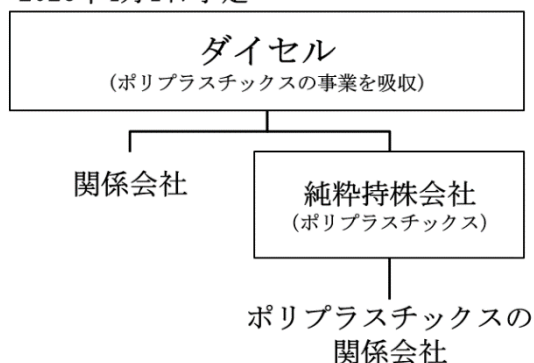 ダイセル
(ポリプラスチックスの事業を吸収)
関係会社
純粋持株会社
(ポリプラスチックス)
ポリプラスチックスの
関係会社